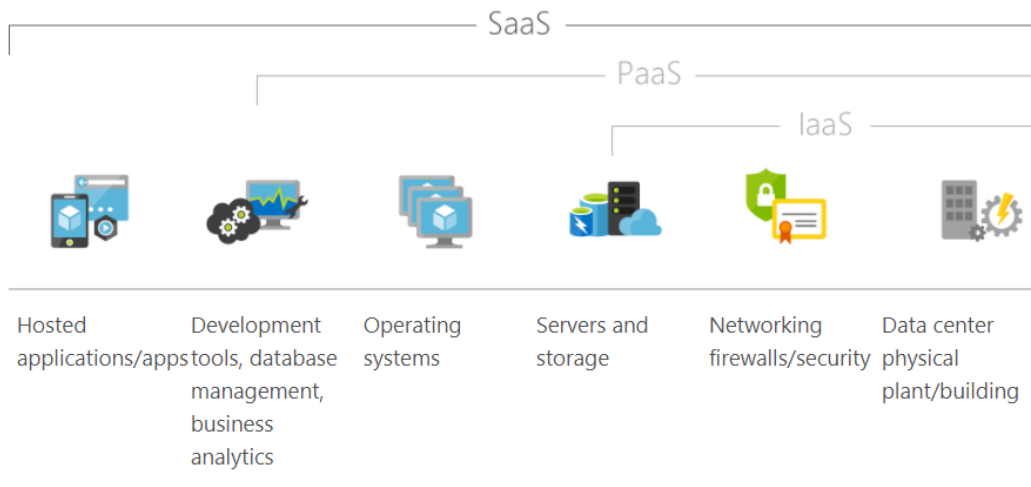 SaaS
PaaS
IaaS
Hosted
applications/apps
Development
tools, database
management,
business
analytics
Operating
systems
Servers and
storage
Networking
firewalls/security
Data center
physical
plant/building